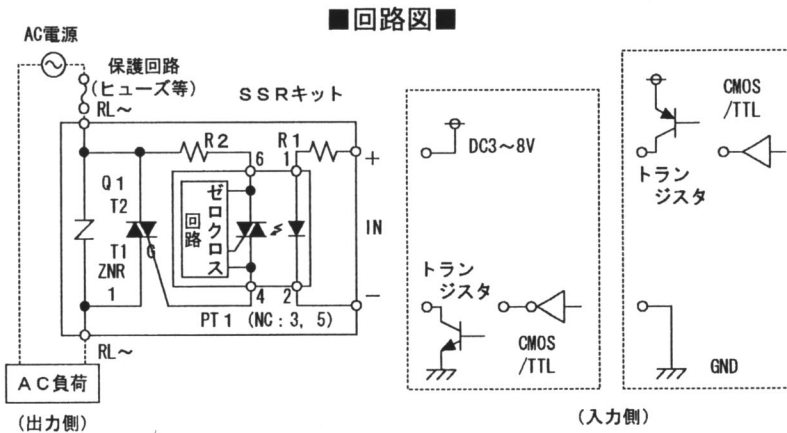 ■回路図■
AC電源
保護回路
(ヒューズ等)
RL～
SSRキット
R2
R1
6
1
+
Q1
T2
T1
G
ZNR
1
ゼロクロス
回路
IN
4
2
−
PT1 (NC:3, 5)
RL～
AC負荷
(出力側)
DC3～8V
トラン
ジスタ
CMOS
/TTL
CMOS
/TTL
トラン
ジスタ
GND
(入力側)